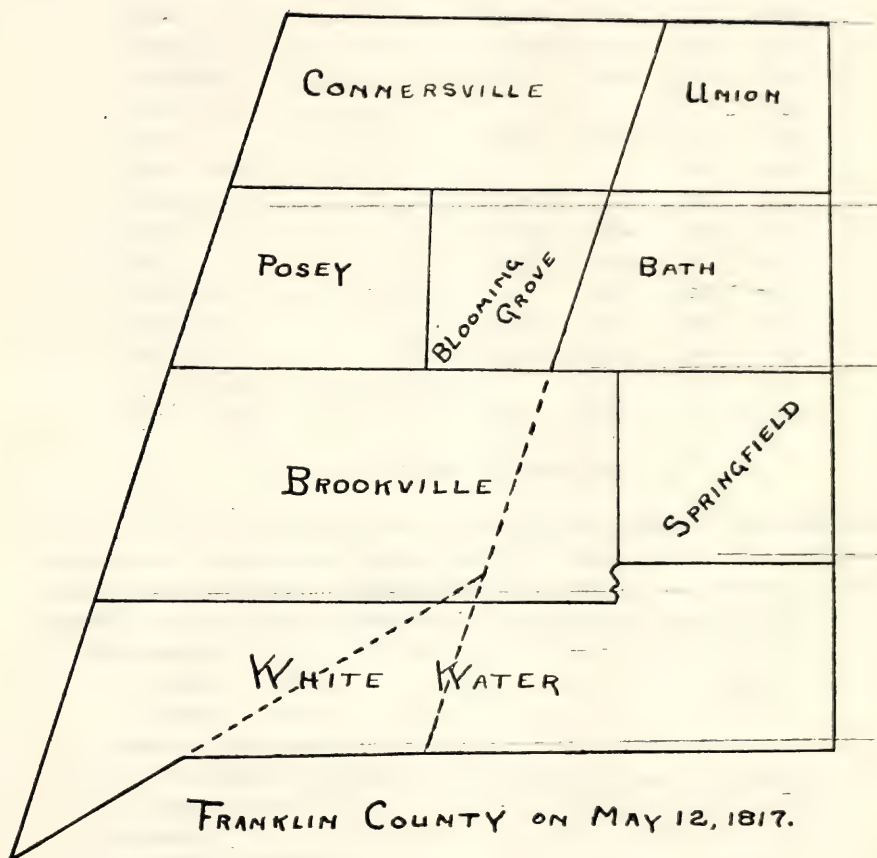 CONNERSVILLE
UNION
POSEY
BLOOMING
GROVE
BATH
BROOKVILLE
SPRINGFIELD
WHITE WATER
FRANKLIN COUNTY ON MAY 12, 1817.